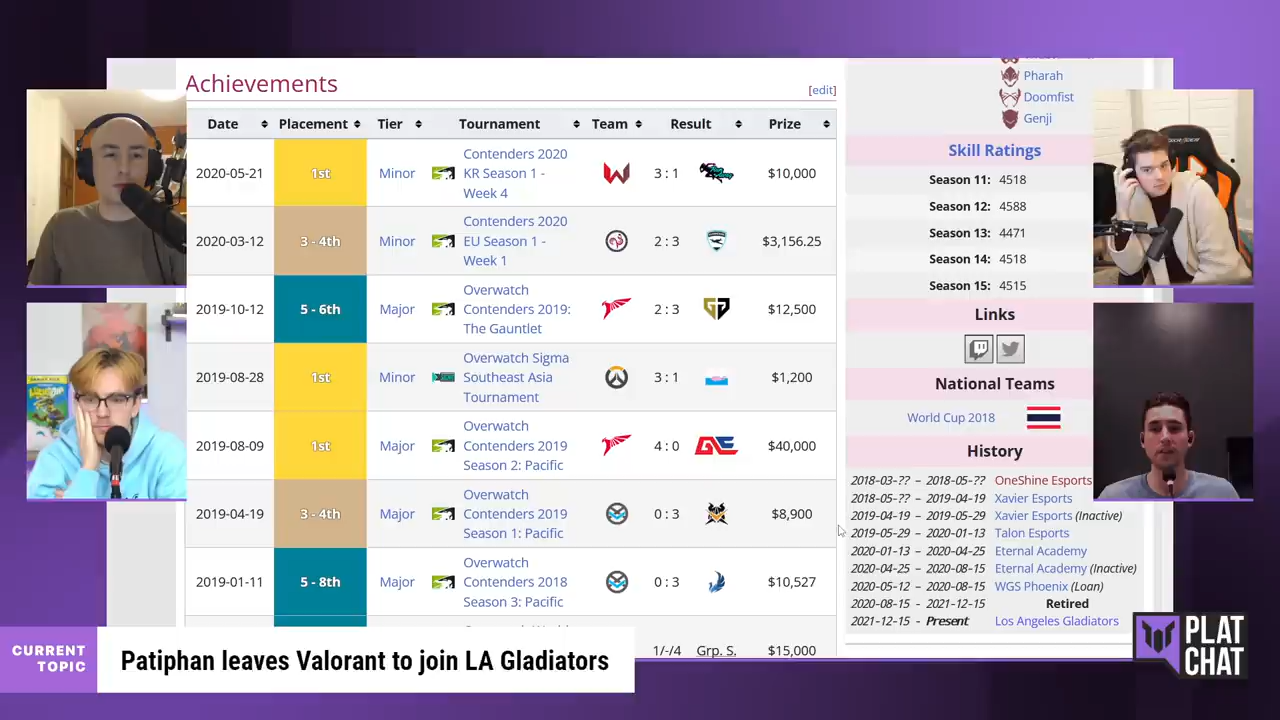 Achievements
[edit]
Date Placement Tier Tournament Team Result Prize
2020-05-21 1st Minor Contenders 2020 KR Season 1 - Week 4 3 : 1 $10,000
2020-03-12 3 - 4th Minor Contenders 2020 EU Season 1 - Week 1 2 : 3 $3,156.25
2019-10-12 5 - 6th Major Overwatch Contenders 2019: The Gauntlet 2 : 3 $12,500
2019-08-28 1st Minor Overwatch Sigma Southeast Asia Tournament 3 : 1 $1,200
2019-08-09 1st Major Overwatch Contenders 2019 Season 2: Pacific 4 : 0 $40,000
2019-04-19 3 - 4th Major Overwatch Contenders 2019 Season 1: Pacific 0 : 3 $8,900
2019-01-11 5 - 8th Major Overwatch Contenders 2018 Season 3: Pacific 0 : 3 $10,527
1/-/4 Grp. S. $15,000
Pharah
Doomfist
Genji
Skill Ratings
Season 11: 4518
Season 12: 4588
Season 13: 4471
Season 14: 4518
Season 15: 4515
Links
National Teams
World Cup 2018
History
2018-03-?? - 2018-05-?? OneShine Esports
2018-05-?? - 2019-04-19 Xavier Esports
2019-04-19 - 2019-05-29 Xavier Esports (Inactive)
2019-05-29 - 2020-01-13 Talon Esports
2020-01-13 - 2020-04-25 Eternal Academy
2020-04-25 - 2020-08-15 Eternal Academy (Inactive)
2020-05-12 - 2020-08-15 WGS Phoenix (Loan)
2020-08-15 - 2021-12-15 Retired
2021-12-15 - Present Los Angeles Gladiators
CURRENT
TOPIC
Patiphan leaves Valorant to join LA Gladiators
PLAT
CHAT